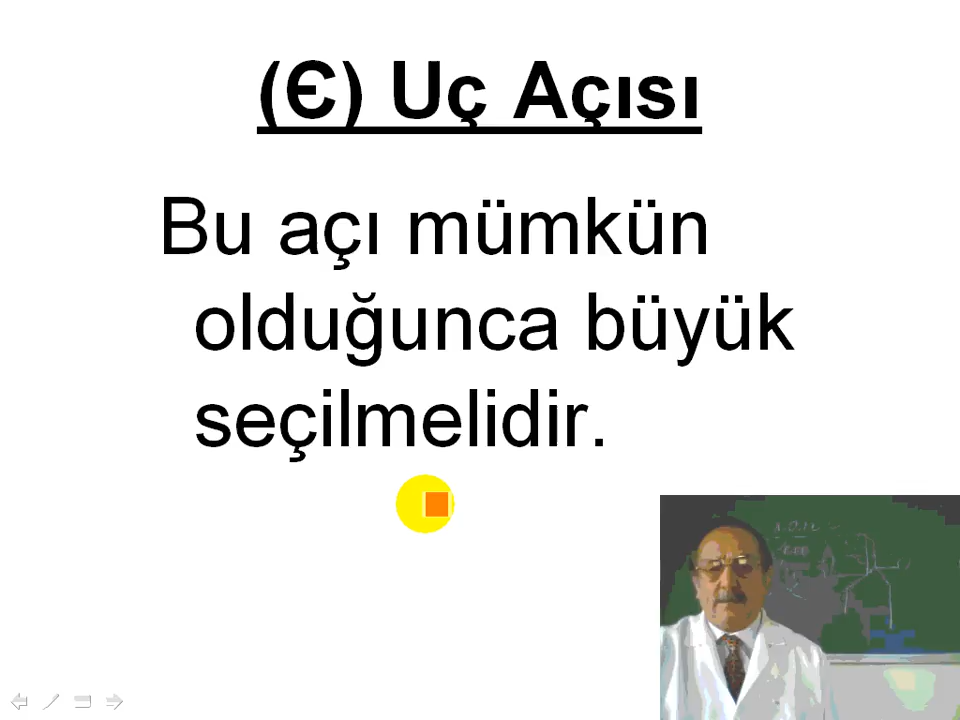 (Є) Uç Açısı
Bu açı mümkün
olduğunca büyük
seçilmelidir.